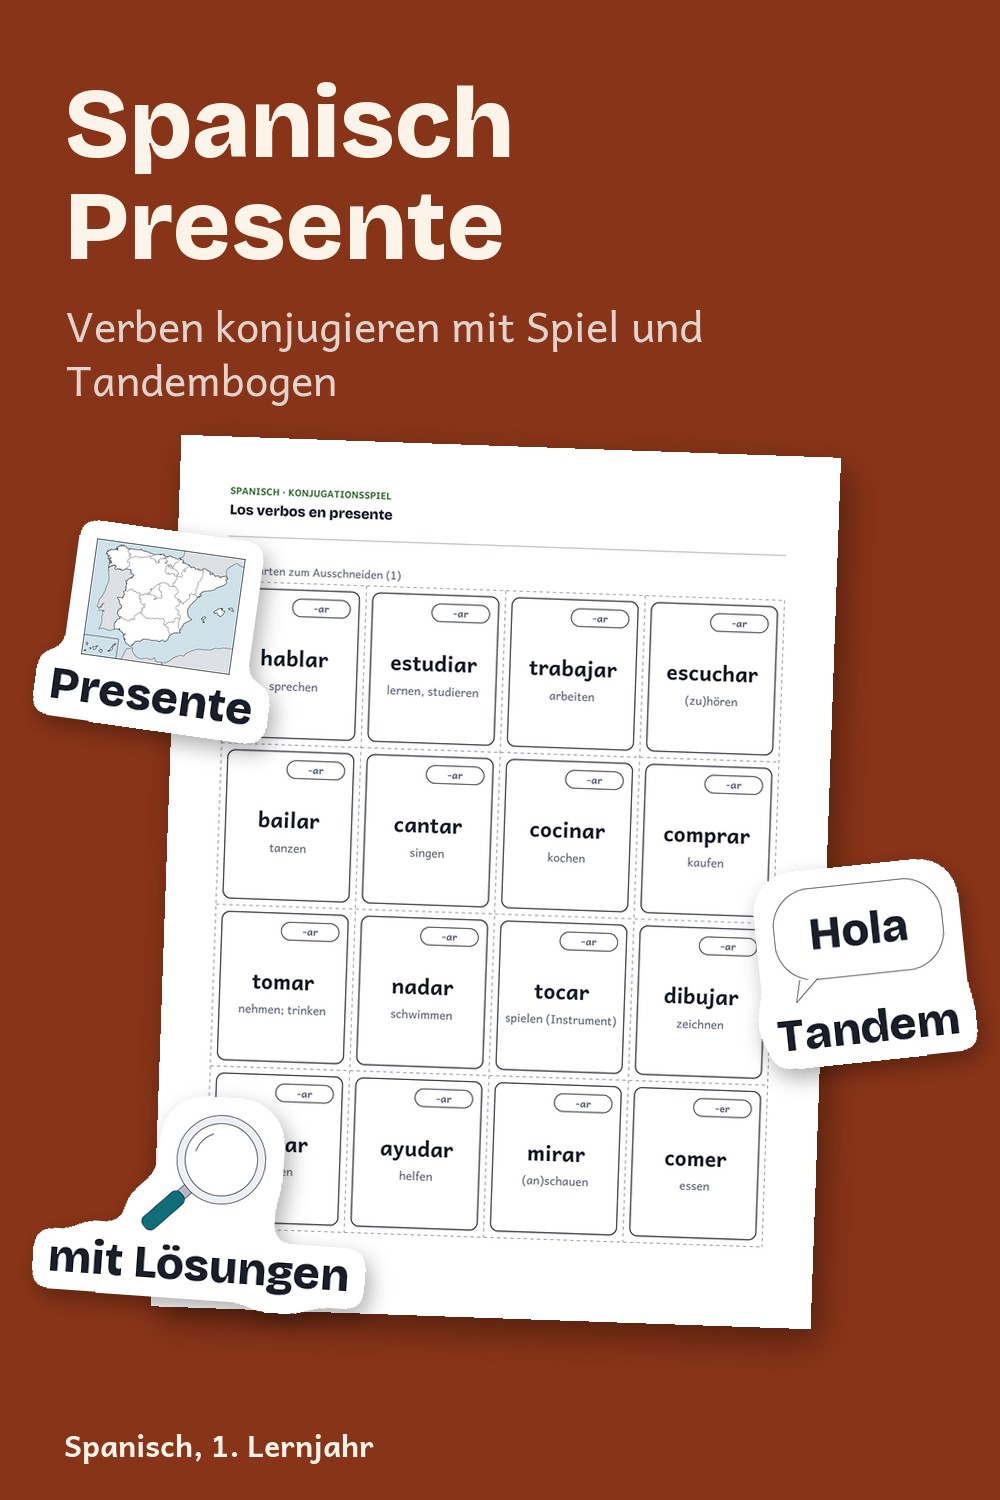 Spanisch
Presente
Verben konjugieren mit Spiel und
Tandembogen
SPANISCH · KONJUGATIONSSPIEL
Los verbos en presente
zum Ausschneiden (1)
-ar
-ar
-ar
-ar
hablar
estudiar
trabajar
escuchar
sprechen
lernen, studieren
arbeiten
(zu)hören
Presente
-ar
-ar
-ar
-ar
bailar
cantar
cocinar
comprar
tanzen
singen
kochen
kaufen
-ar
-ar
-ar
-ar
tomar
nadar
tocar
dibujar
nehmen; trinken
schwimmen
spielen (Instrument)
zeichnen
Hola
Tandem
-ar
-ar
-ar
-er
ayudar
mirar
comer
helfen
(an)schauen
essen
mit Lösungen
Spanisch, 1. Lernjahr